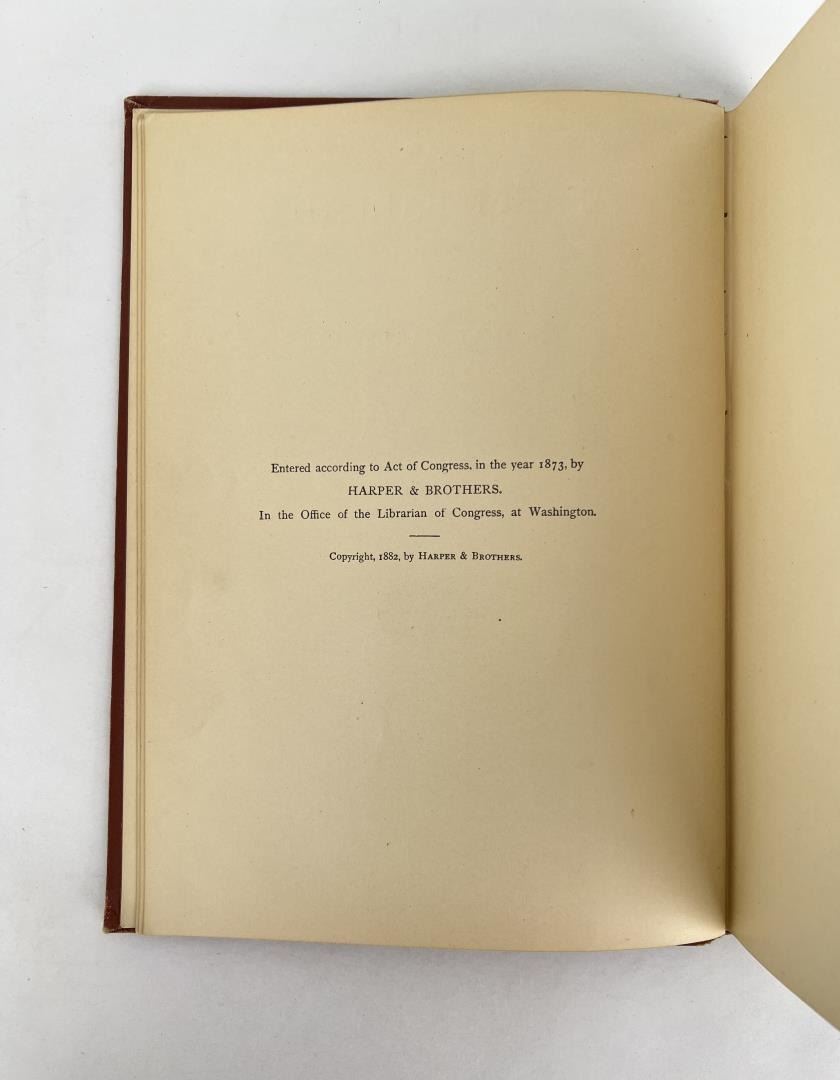 Entered according to Act of Congress, in the year 1873, by
HARPER & BROTHERS.
In the Office of the Librarian of Congress, at Washington.
Copyright, 1882, by HARPER & BROTHERS.